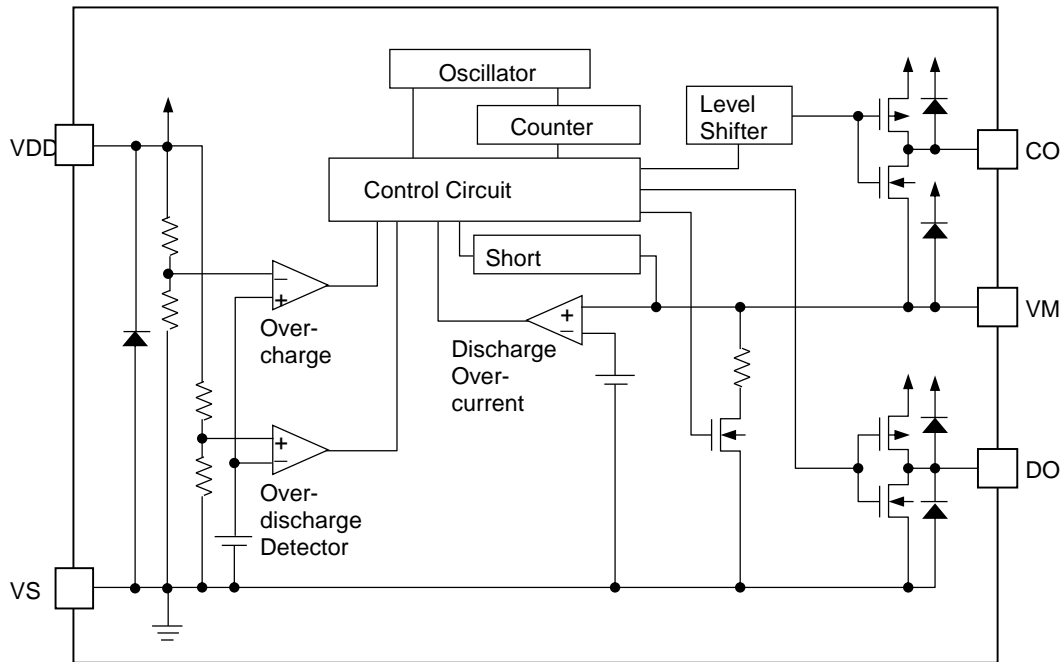 Oscillator
Counter
Level
Shifter
VDD
CO
Control Circuit
Short
−
+
Over-
charge
+
−
Discharge
Over-
current
VM
+
−
Over-
discharge
Detector
DO
VS